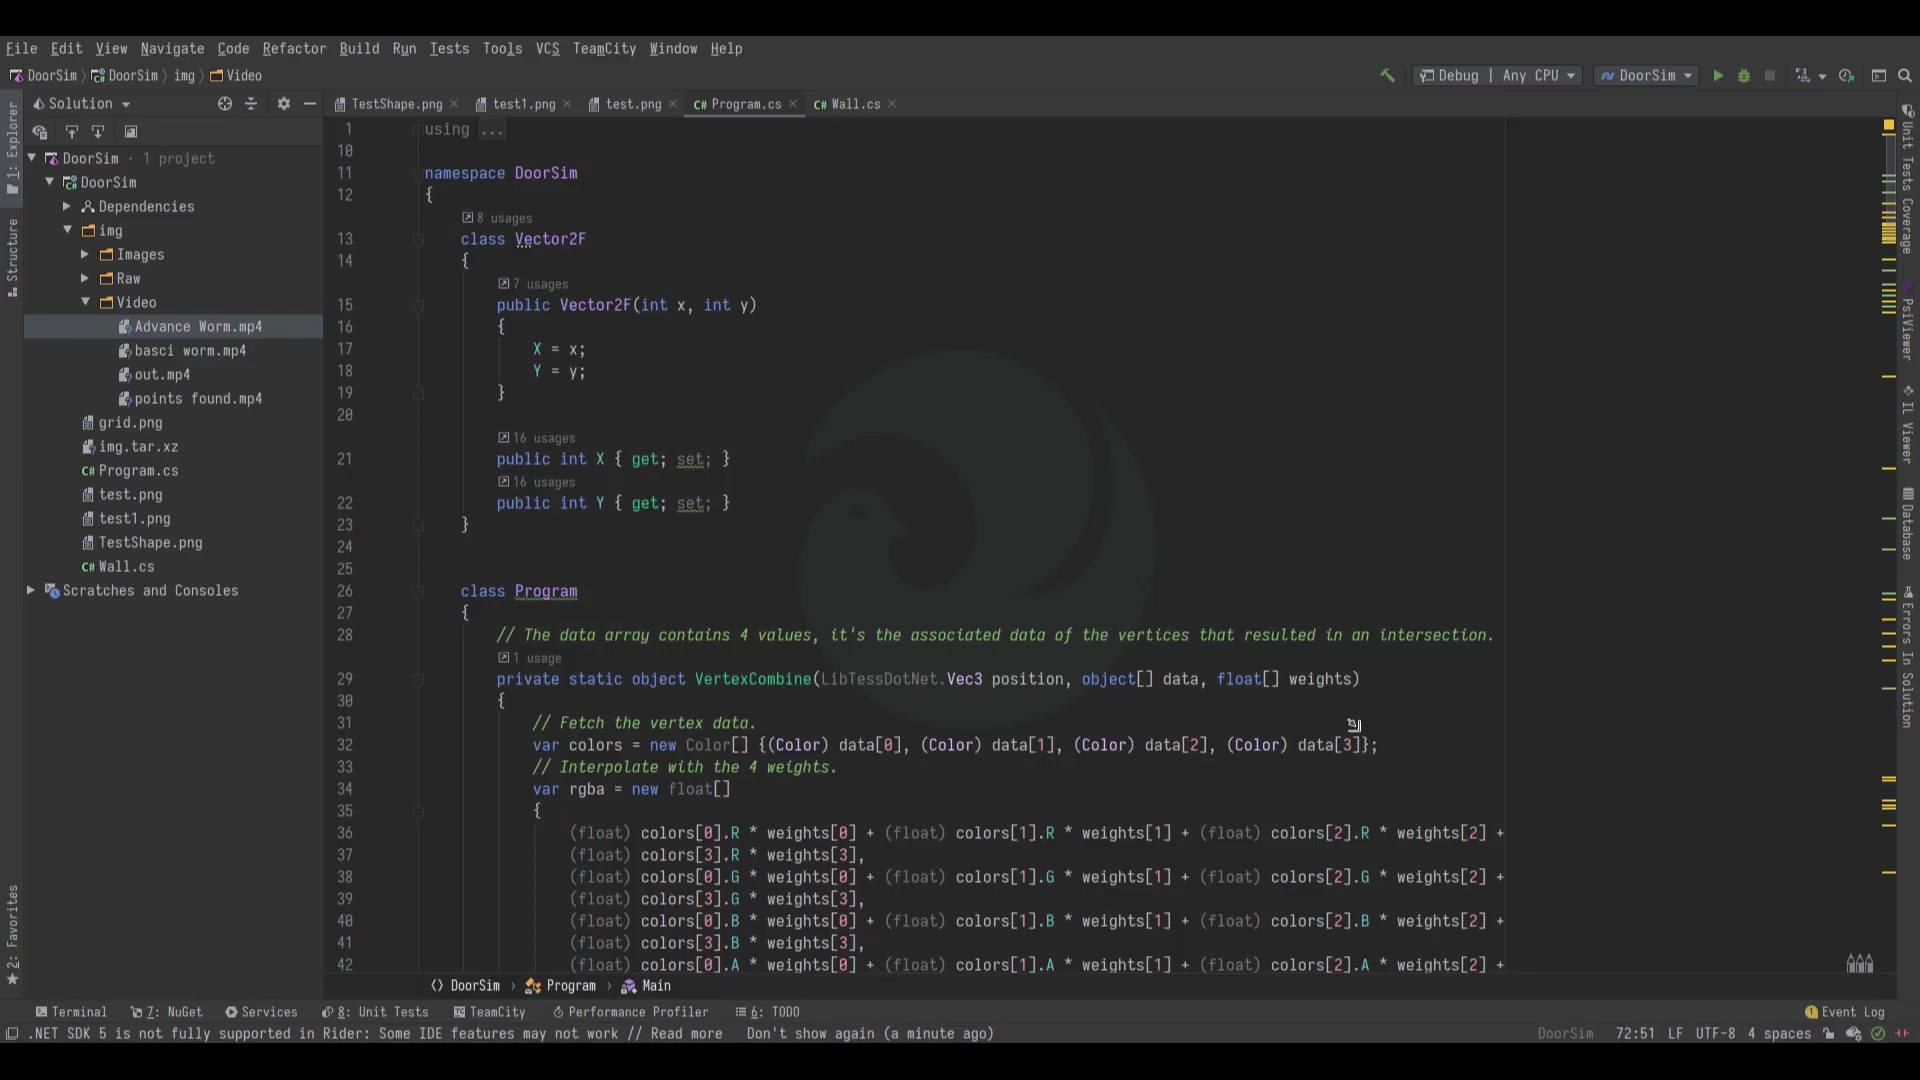 File Edit View Navigate Code Refactor Build Run Tests Tools VCS TeamCity Window Help
DoorSim DoorSim img Video Debug | Any CPU DoorSim
Solution TestShape.png test1.png test.png C# Program.cs C# Wall.cs
DoorSim · 1 project
DoorSim
Dependencies
img
Images
Raw
Video
Advance Worm.mp4
basci worm.mp4
out.mp4
points found.mp4
grid.png
img.tar.xz
C# Program.cs
test.png
test1.png
TestShape.png
C# Wall.cs
Scratches and Consoles
1: Explorer
Structure
2: Favorites
1 using ...
10
11 namespace DoorSim
12 {
8 usages
13 class Vector2F
14 {
7 usages
15 public Vector2F(int x, int y)
16 {
17 X = x;
18 Y = y;
19 }
20
16 usages
21 public int X { get; set; }
16 usages
22 public int Y { get; set; }
23 }
24
25
26 class Program
27 {
28 // The data array contains 4 values, it's the associated data of the vertices that resulted in an intersection.
1 usage
29 private static object VertexCombine(LibTessDotNet.Vec3 position, object[] data, float[] weights)
30 {
31 // Fetch the vertex data.
32 var colors = new Color[] {(Color) data[0], (Color) data[1], (Color) data[2], (Color) data[3]};
33 // Interpolate with the 4 weights.
34 var rgba = new float[]
35 {
36 (float) colors[0].R * weights[0] + (float) colors[1].R * weights[1] + (float) colors[2].R * weights[2] +
37 (float) colors[3].R * weights[3],
38 (float) colors[0].G * weights[0] + (float) colors[1].G * weights[1] + (float) colors[2].G * weights[2] +
39 (float) colors[3].G * weights[3],
40 (float) colors[0].B * weights[0] + (float) colors[1].B * weights[1] + (float) colors[2].B * weights[2] +
41 (float) colors[3].B * weights[3],
42 (float) colors[0].A * weights[0] + (float) colors[1].A * weights[1] + (float) colors[2].A * weights[2] +
Unit Tests Coverage
PsiViewer
IL Viewer
Database
Errors In Solution
DoorSim Program Main
Terminal 7: NuGet Services 8: Unit Tests TeamCity Performance Profiler 6: TODO Event Log
.NET SDK 5 is not fully supported in Rider: Some IDE features may not work // Read more Don't show again (a minute ago) DoorSim 72:51 LF UTF-8 4 spaces